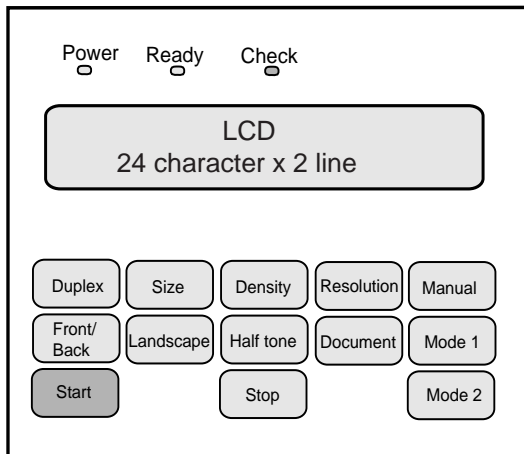 Power Ready Check
LCD
24 character x 2 line
Duplex Size Density Resolution Manual
Front/
Back Landscape Half tone Document Mode 1
Start Stop Mode 2